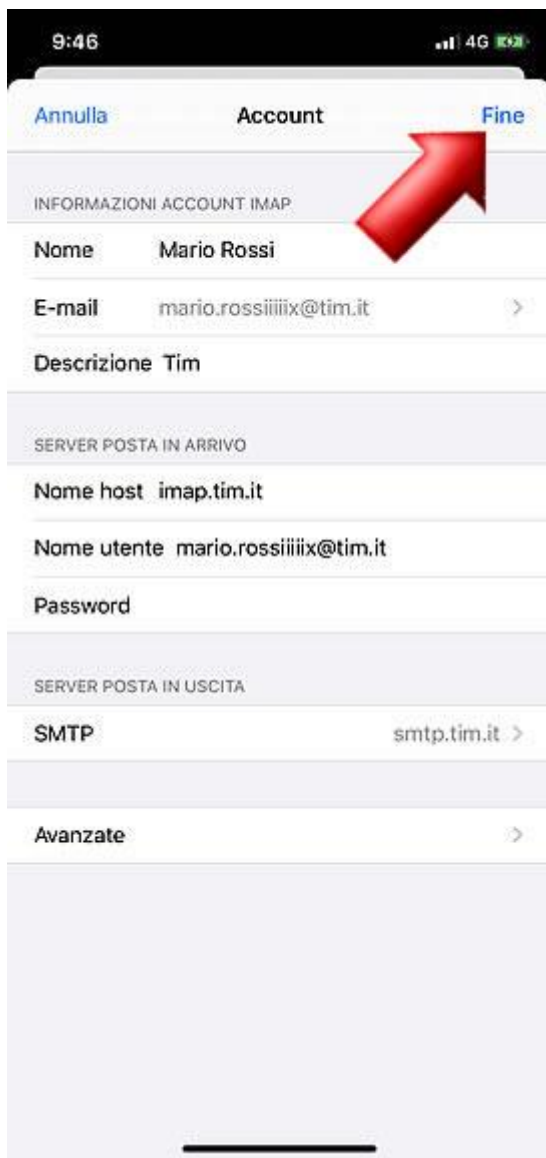 9:46
4G
Annulla Account Fine
INFORMAZIONI ACCOUNT IMAP
Nome Mario Rossi
E-mail mario.rossiiiiix@tim.it
Descrizione Tim
SERVER POSTA IN ARRIVO
Nome host imap.tim.it
Nome utente mario.rossiiiiix@tim.it
Password
SERVER POSTA IN USCITA
SMTP smtp.tim.it
Avanzate